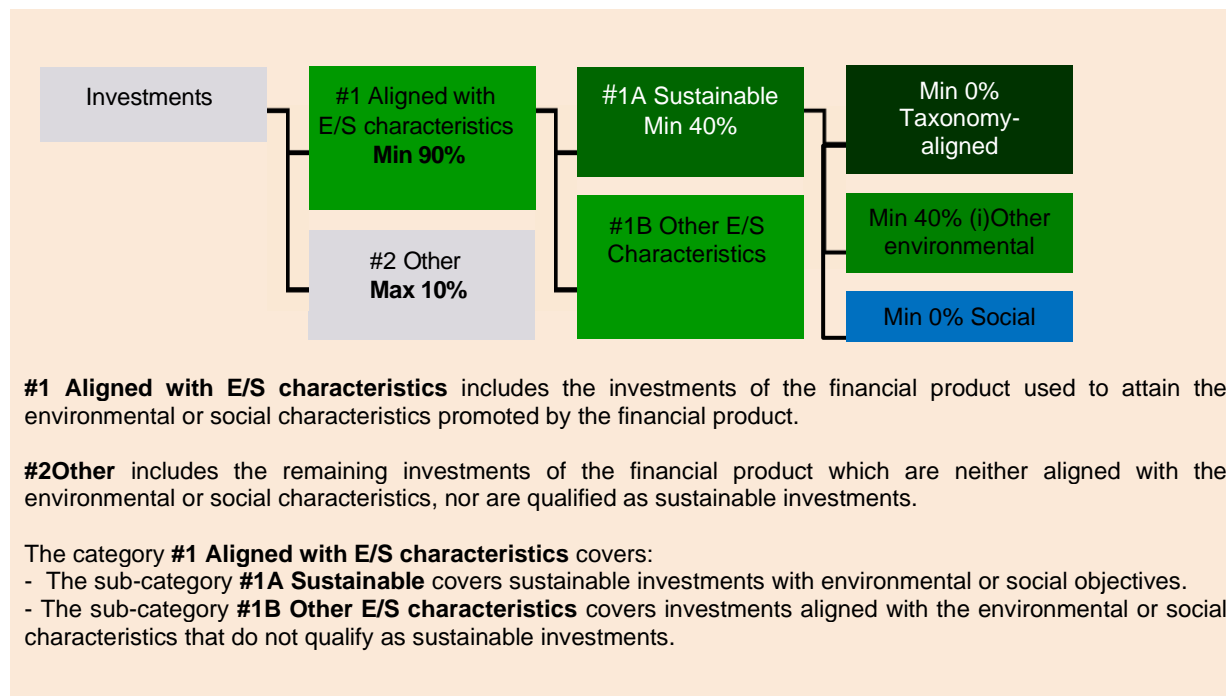 Investments
#1 Aligned with
E/S characteristics
Min 90%
#2 Other
Max 10%
#1A Sustainable
Min 40%
#1B Other E/S
Characteristics
Min 0%
Taxonomy-
aligned
Min 40% (i)Other
environmental
Min 0% Social
#1 Aligned with E/S characteristics includes the investments of the financial product used to attain the
environmental or social characteristics promoted by the financial product.
#2Other includes the remaining investments of the financial product which are neither aligned with the
environmental or social characteristics, nor are qualified as sustainable investments.
The category #1 Aligned with E/S characteristics covers:
- The sub-category #1A Sustainable covers sustainable investments with environmental or social objectives.
- The sub-category #1B Other E/S characteristics covers investments aligned with the environmental or social
characteristics that do not qualify as sustainable investments.